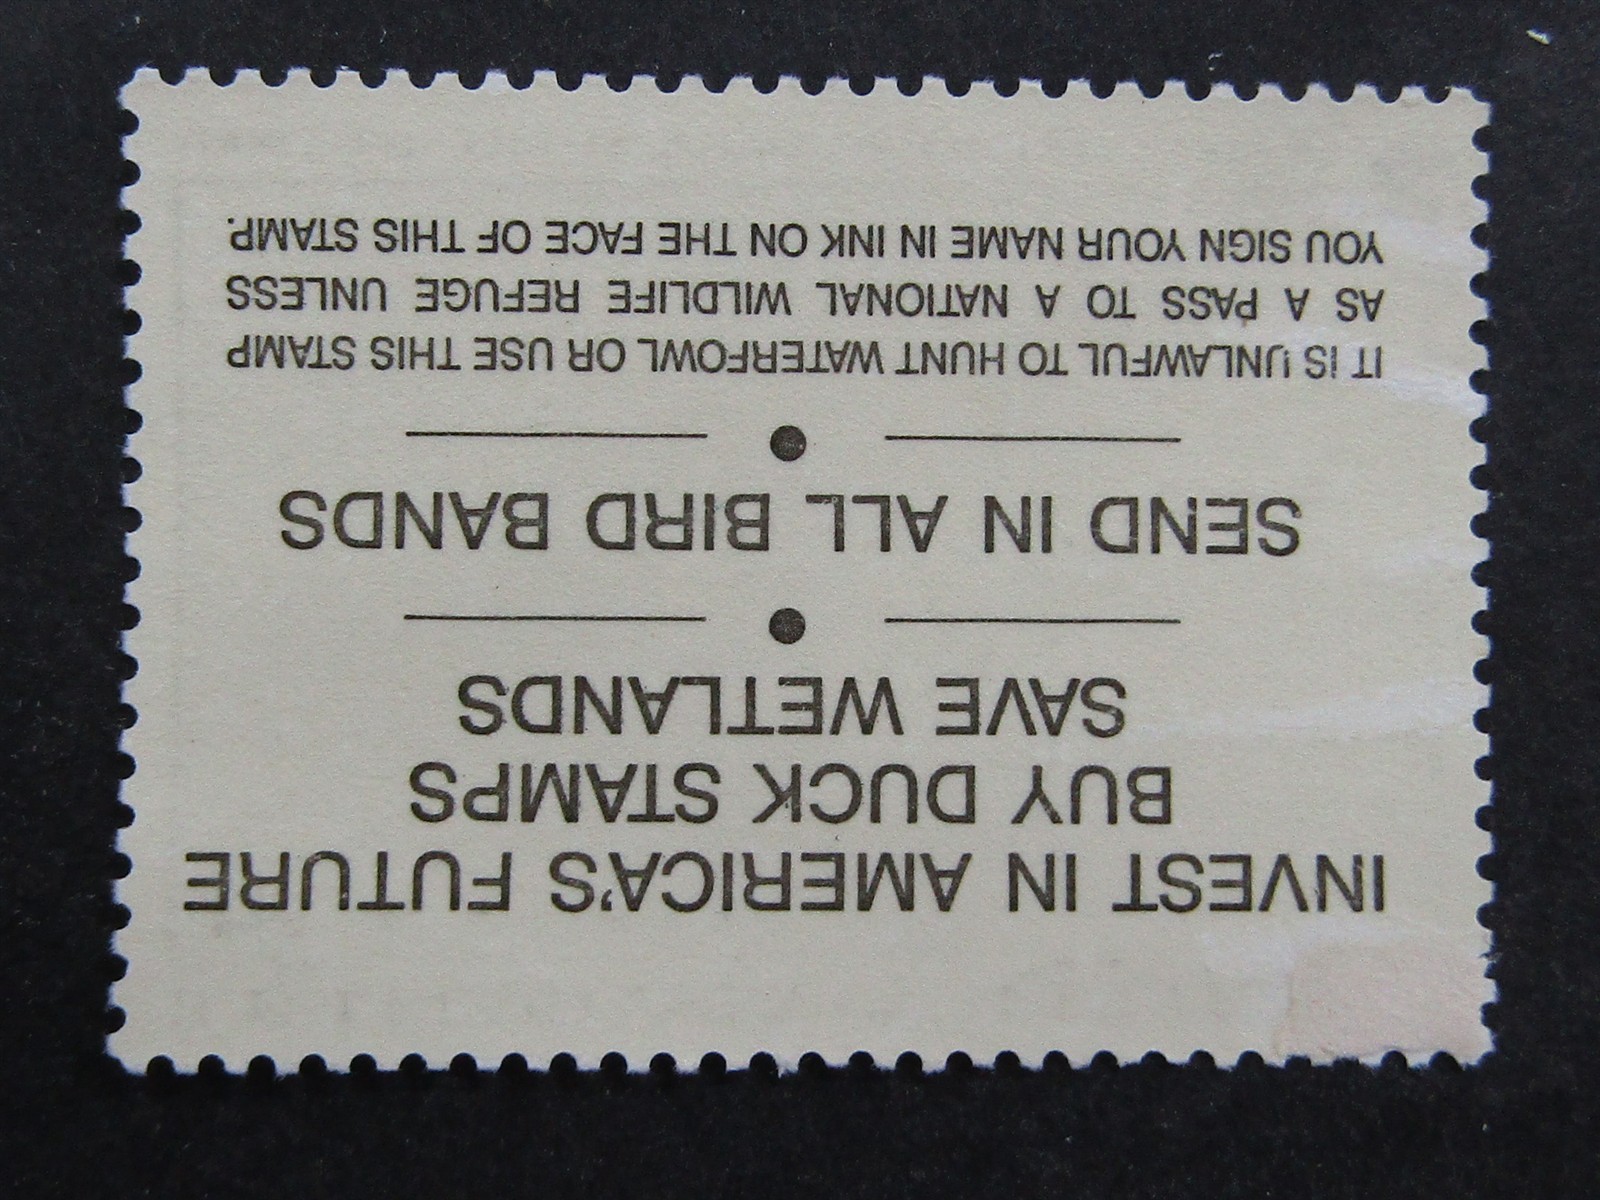 INVEST IN AMERICA'S FUTURE
BUY DUCK STAMPS
SAVE WETLANDS
SEND IN ALL BIRD BANDS
IT IS UNLAWFUL TO HUNT WATERFOWL OR USE THIS STAMP
AS A PASS TO A NATIONAL WILDLIFE REFUGE UNLESS
YOU SIGN YOUR NAME IN INK ON THE FACE OF THIS STAMP.